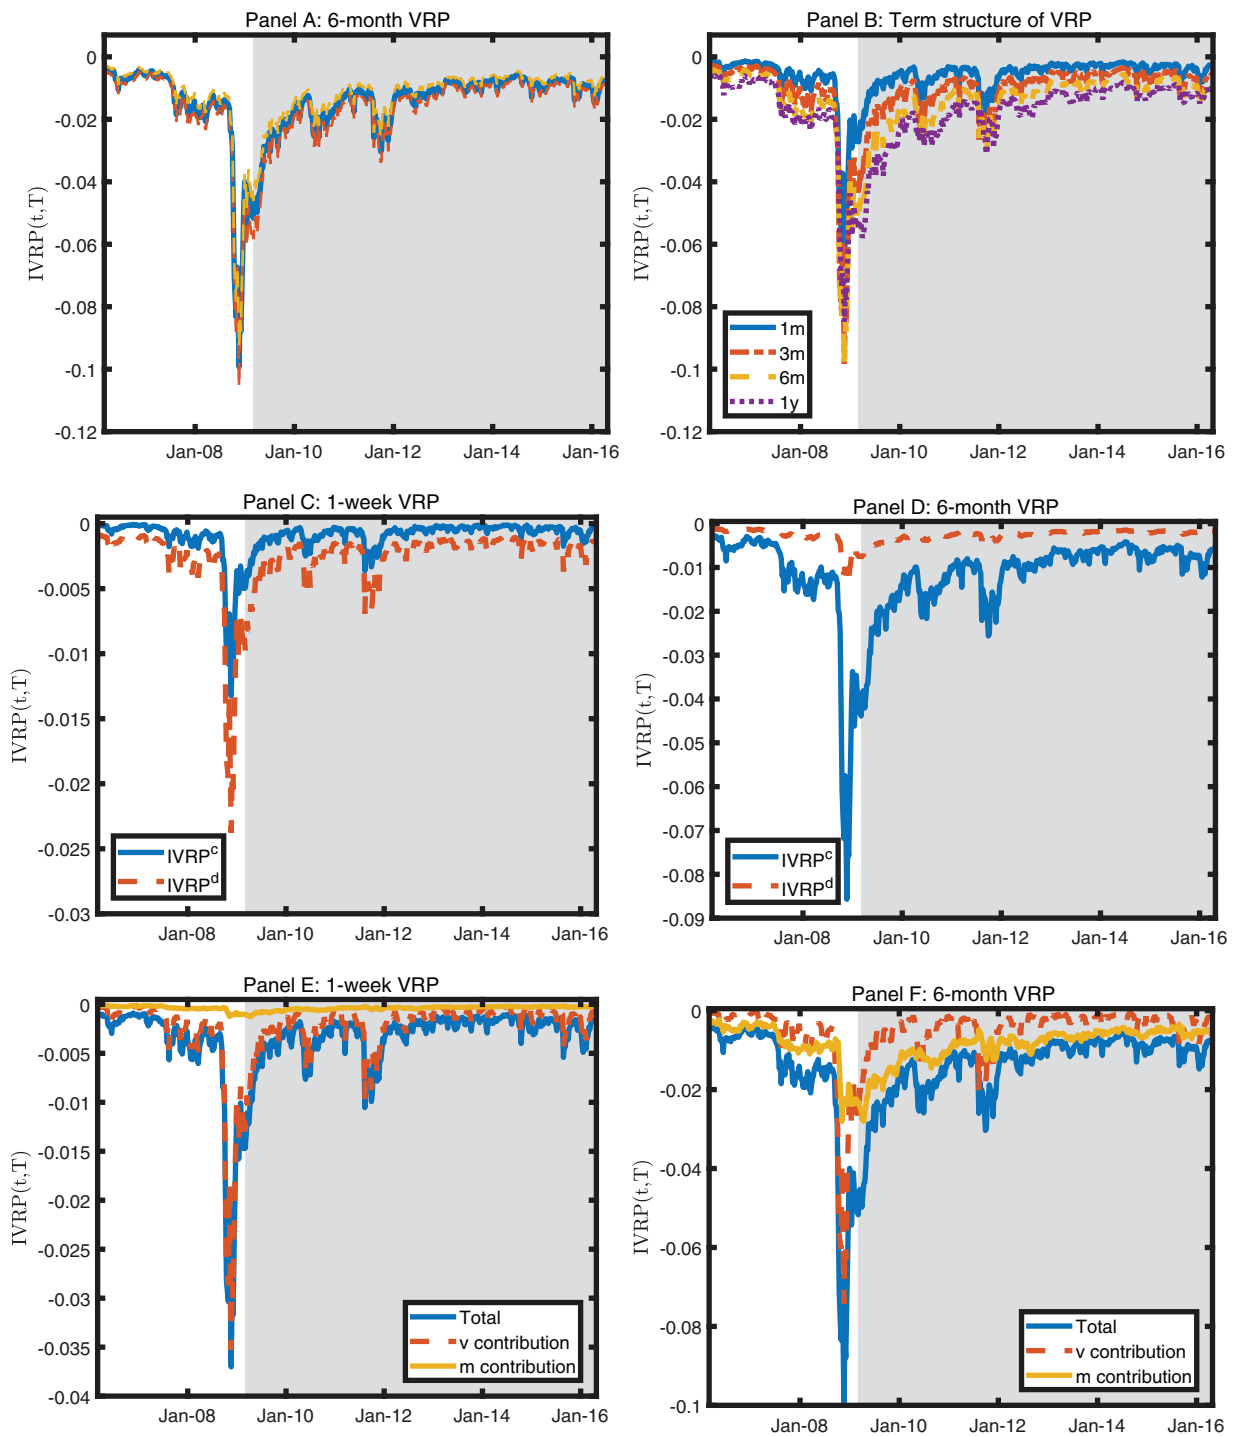 Panel A: 6-month VRP
0
-0.02
-0.04
-0.06
-0.08
-0.1
-0.12
IVRP(t,T)
Jan-08
Jan-10
Jan-12
Jan-14
Jan-16
Panel B: Term structure of VRP
0
-0.02
-0.04
-0.06
-0.08
-0.1
-0.12
IVRP(t,T)
1m
3m
6m
1y
Jan-08
Jan-10
Jan-12
Jan-14
Jan-16
Panel C: 1-week VRP
0
-0.005
-0.01
-0.015
-0.02
-0.025
-0.03
IVRP(t,T)
IVRP^c
IVRP^d
Jan-08
Jan-10
Jan-12
Jan-14
Jan-16
Panel D: 6-month VRP
0
-0.01
-0.02
-0.03
-0.04
-0.05
-0.06
-0.07
-0.08
-0.09
IVRP(t,T)
IVRP^c
IVRP^d
Jan-08
Jan-10
Jan-12
Jan-14
Jan-16
Panel E: 1-week VRP
0
-0.005
-0.01
-0.015
-0.02
-0.025
-0.03
-0.035
-0.04
IVRP(t,T)
Total
v contribution
m contribution
Jan-08
Jan-10
Jan-12
Jan-14
Jan-16
Panel F: 6-month VRP
0
-0.02
-0.04
-0.06
-0.08
-0.1
IVRP(t,T)
Total
v contribution
m contribution
Jan-08
Jan-10
Jan-12
Jan-14
Jan-16